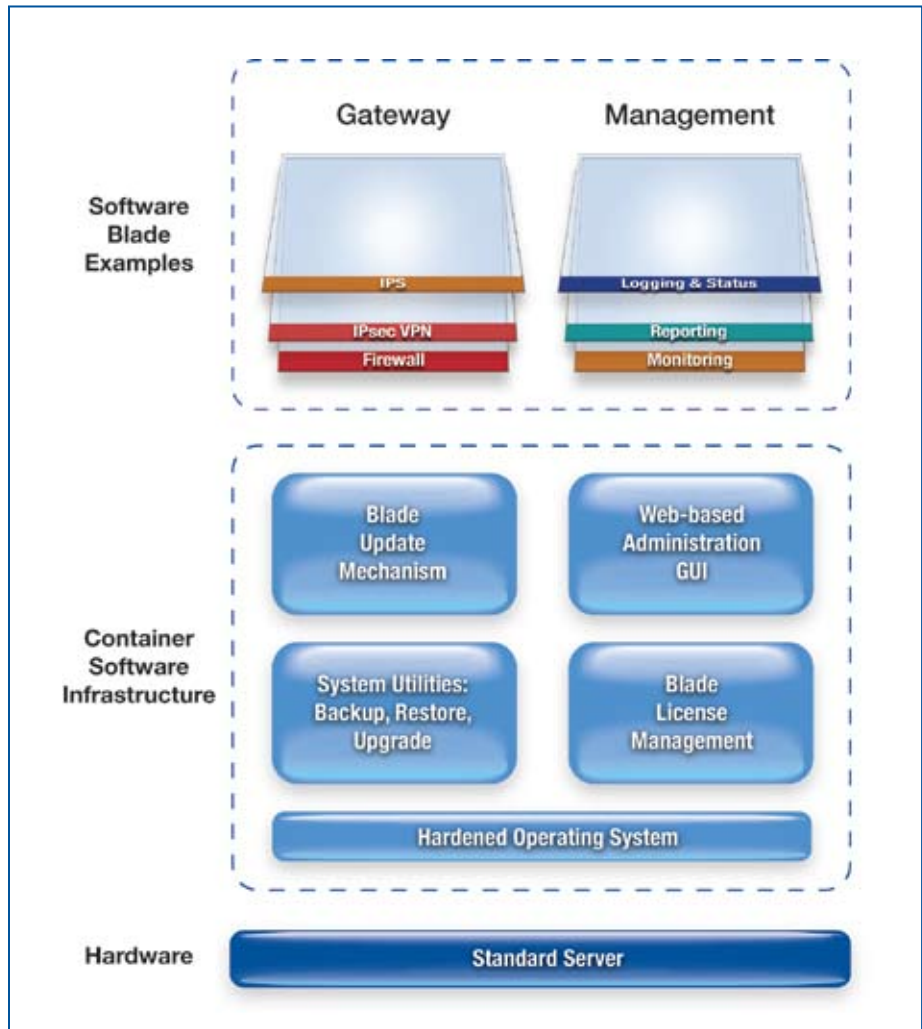 Gateway
Management
Software
Blade
Examples
IPS
IPsec VPN
Firewall
Logging & Status
Reporting
Monitoring
Container
Software
Infrastructure
Blade
Update
Mechanism
Web-based
Administration
GUI
System Utilities:
Backup, Restore,
Upgrade
Blade
License
Management
Hardened Operating System
Hardware
Standard Server